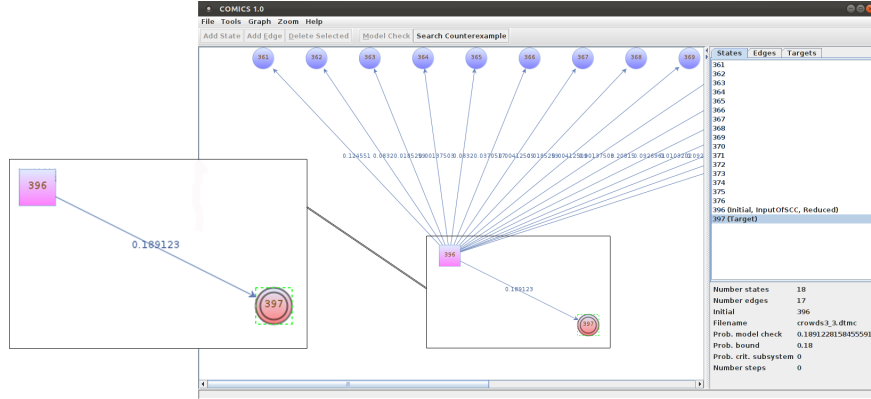 COMICS 1.0
File Tools Graph Zoom Help
Add State Add Edge Delete Selected Model Check Search Counterexample
361 362 363 364 365 366 367 368 369
States Edges Targets
361
362
363
364
365
366
367
368
369
370
371
372
373
374
375
376
396 (Initial, InputOfSCC, Reduced)
397 (Target)
0.124551
396
0.189123
397
396
0.189123
397
Number states 18
Number edges 17
Initial 396
Filename crowds3_3.dtmc
Prob. model check 0.1891228158455591
Prob. bound 0.18
Prob. crit. subsystem 0
Number steps 0